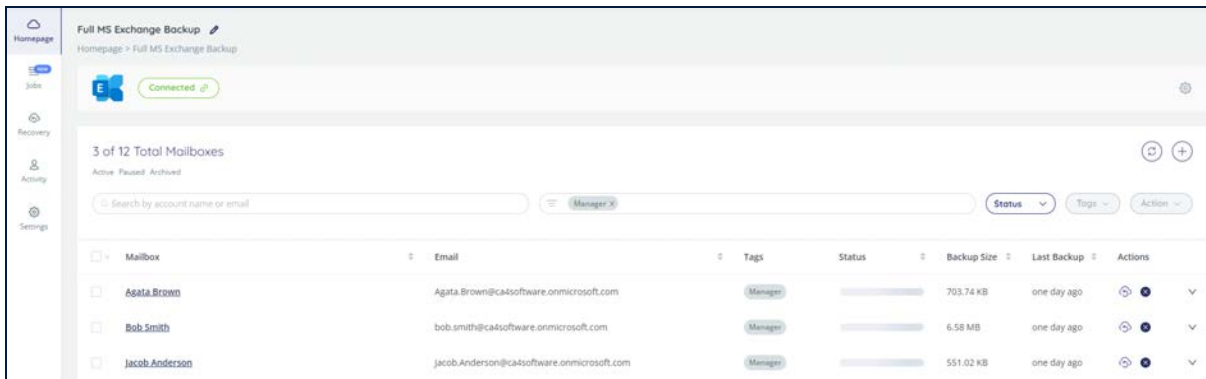 Homepage
NEW
Jobs
Recovery
Activity
Settings
Full MS Exchange Backup
Homepage > Full MS Exchange Backup
E
Connected
3 of 12 Total Mailboxes
Active Paused Archived
Search by account name or email
Manager ×
Status
Tags
Action
Mailbox Email Tags Status Backup Size Last Backup Actions
Agata Brown Agata.Brown@ca4software.onmicrosoft.com Manager 703.74 KB one day ago
Bob Smith bob.smith@ca4software.onmicrosoft.com Manager 6.58 MB one day ago
Jacob Anderson Jacob.Anderson@ca4software.onmicrosoft.com Manager 551.02 KB one day ago